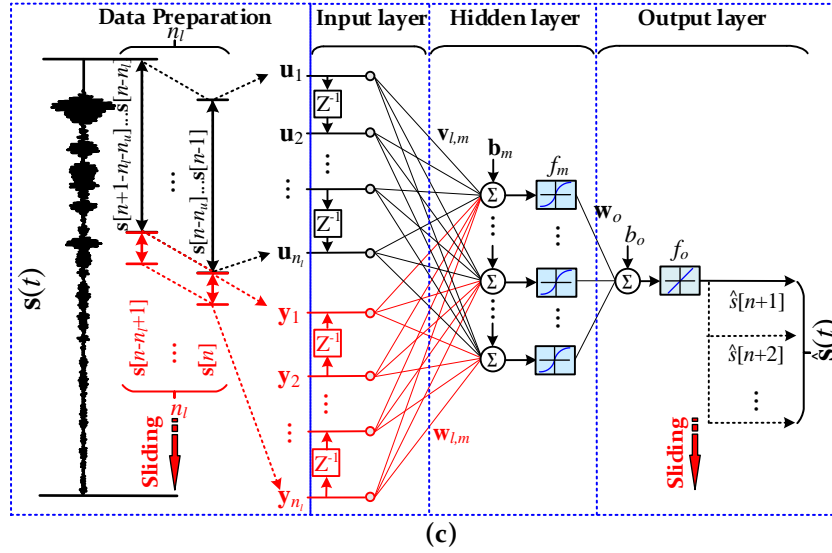 Data Preparation
Input layer
Hidden layer
Output layer
n_l
s(t)
s[n+1-n_l-n_u]...s[n-n_l]
⋯
s[n-n_u]...s[n-1]
s[n-n_l+1]
⋯
s[n]
n_l
Sliding
u_1
Z^-1
u_2
⋮
⋯
Z^-1
u_{n_l}
y_1
Z^-1
y_2
⋮
⋯
Z^-1
y_{n_l}
v_{l,m}
w_{l,m}
b_m
f_m
Σ
⋮
⋮
Σ
⋮
⋮
Σ
w_o
b_o
f_o
Σ
ŝ[n+1]
ŝ[n+2]
⋮
ŝ(t)
Sliding
(c)